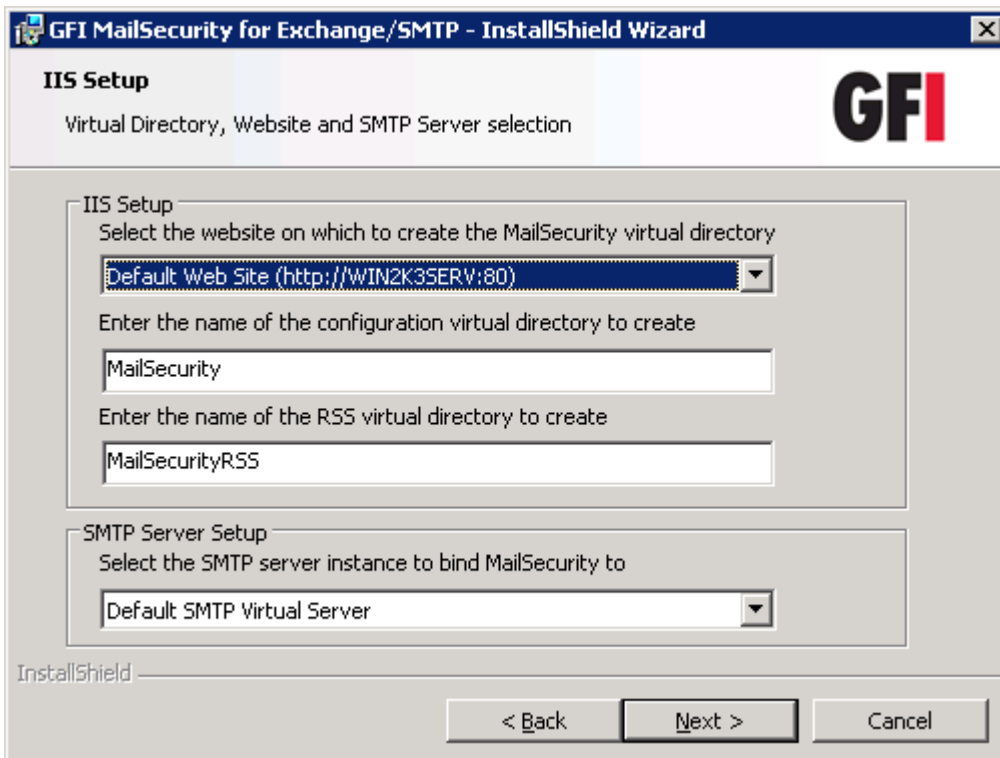 GFI MailSecurity for Exchange/SMTP - InstallShield Wizard
IIS Setup
Virtual Directory, Website and SMTP Server selection
GFI
IIS Setup
Select the website on which to create the MailSecurity virtual directory
Default Web Site (http://WIN2K3SERV:80)
Enter the name of the configuration virtual directory to create
MailSecurity
Enter the name of the RSS virtual directory to create
MailSecurityRSS
SMTP Server Setup
Select the SMTP server instance to bind MailSecurity to
Default SMTP Virtual Server
InstallShield
< Back
Next >
Cancel